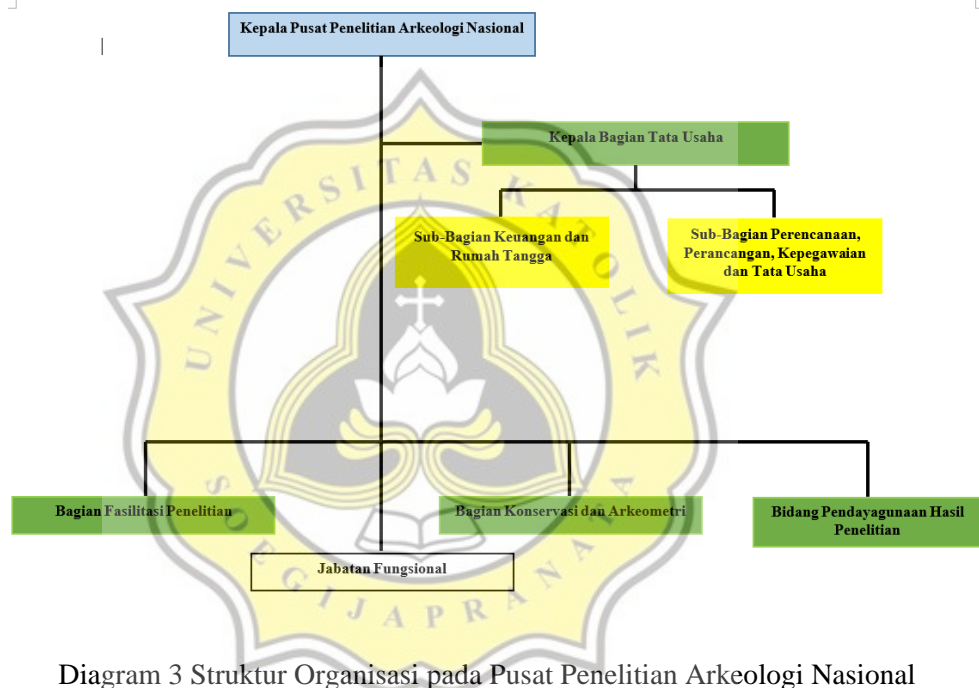 Kepala Pusat Penelitian Arkeologi Nasional
Kepala Bagian Tata Usaha
Sub-Bagian Keuangan dan
Rumah Tangga
Sub-Bagian Perencanaan,
Perancangan, Kepegawaian
dan Tata Usaha
UNIVERSITAS KATOLIK
SOEGIJAPRANATA
Bagian Fasilitasi Penelitian
Bagian Konservasi dan Arkeometri
Bidang Pendayagunaan Hasil
Penelitian
Jabatan Fungsional
Diagram 3 Struktur Organisasi pada Pusat Penelitian Arkeologi Nasional